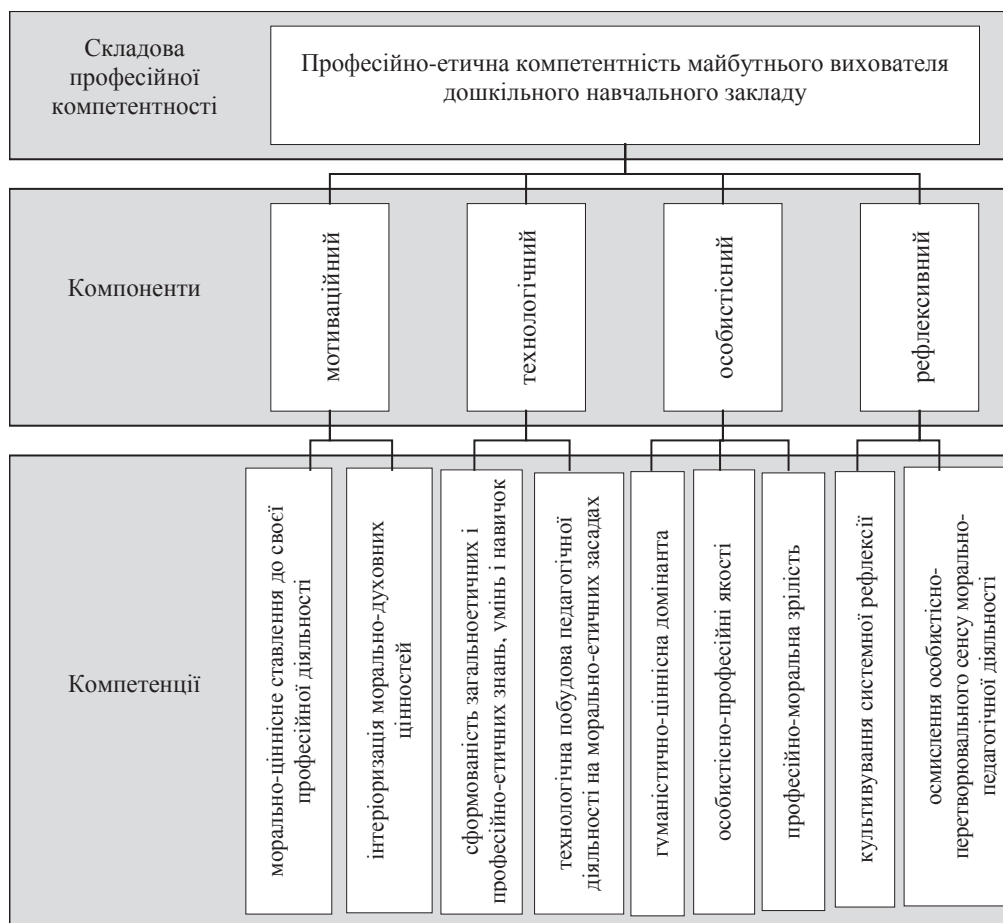 Складова
професійної
компетентності
Професійно-етична компетентність майбутнього вихователя
дошкільного навчального закладу
Компоненти
мотиваційний
технологічний
особистісний
рефлексивний
Компетенції
морально-ціннісне ставлення до своєї
професійної діяльності
інтеріоризація морально-духовних
цінностей
сформованість загальноетичних і
професійно-етичних знань, умінь і навичок
технологічна побудова педагогічної
діяльності на морально-етичних засадах
гуманістично-ціннісна домінанта
особистісно-професійні якості
професійно-моральна зрілість
культивування системної рефлексії
осмислення особистісно-
перетворювального сенсу морально-
педагогічної діяльності